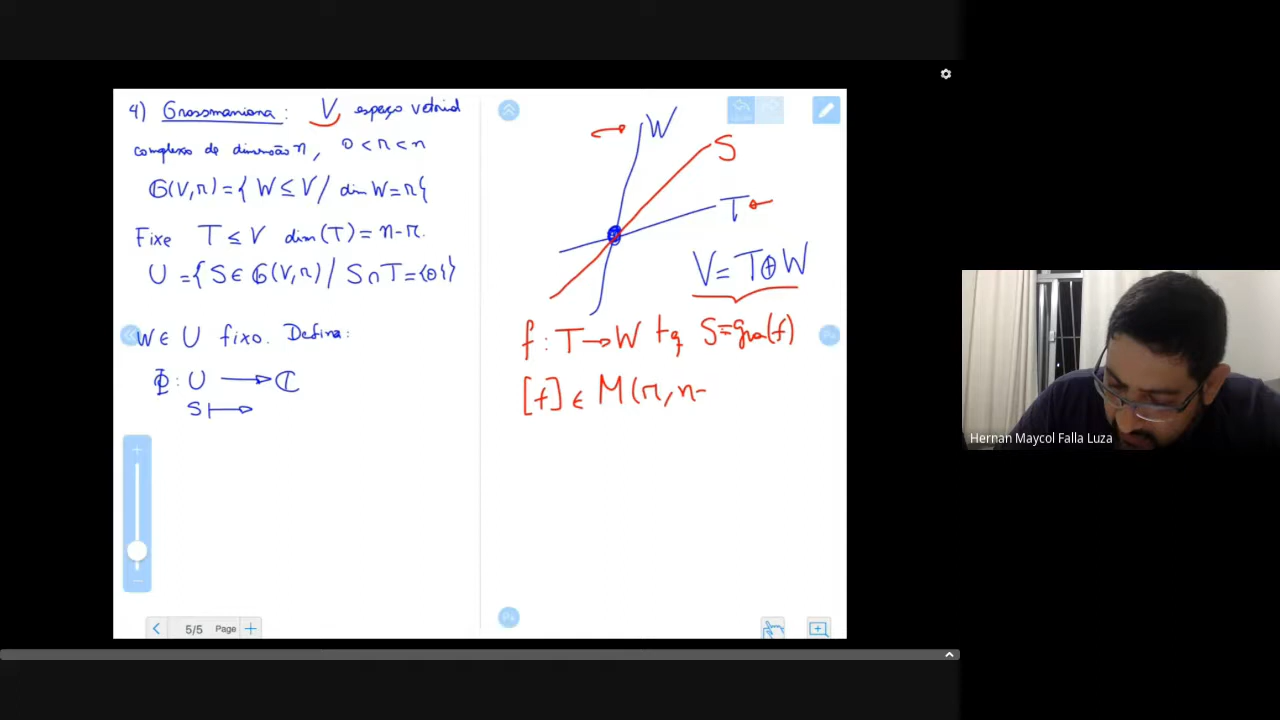 4) Grassmaniana: V espaço vetorial
complexo de dimensão n, 0 < r < n
G(V,r) = { W ≤ V / dim W = r }
Fixe T ≤ V dim(T) = n-r.
U = { S ∈ G(V,r) / S ∩ T = {0} }
W ∈ U fixo. Defina:
Φ : U ⟶ ℂ
S ⟼
5/5 Page
W
S
T
V = T ⊕ W
f : T → W tq S = gra(f)
[f] ∈ M(r, n-
Hernan Maycol Falla Luza